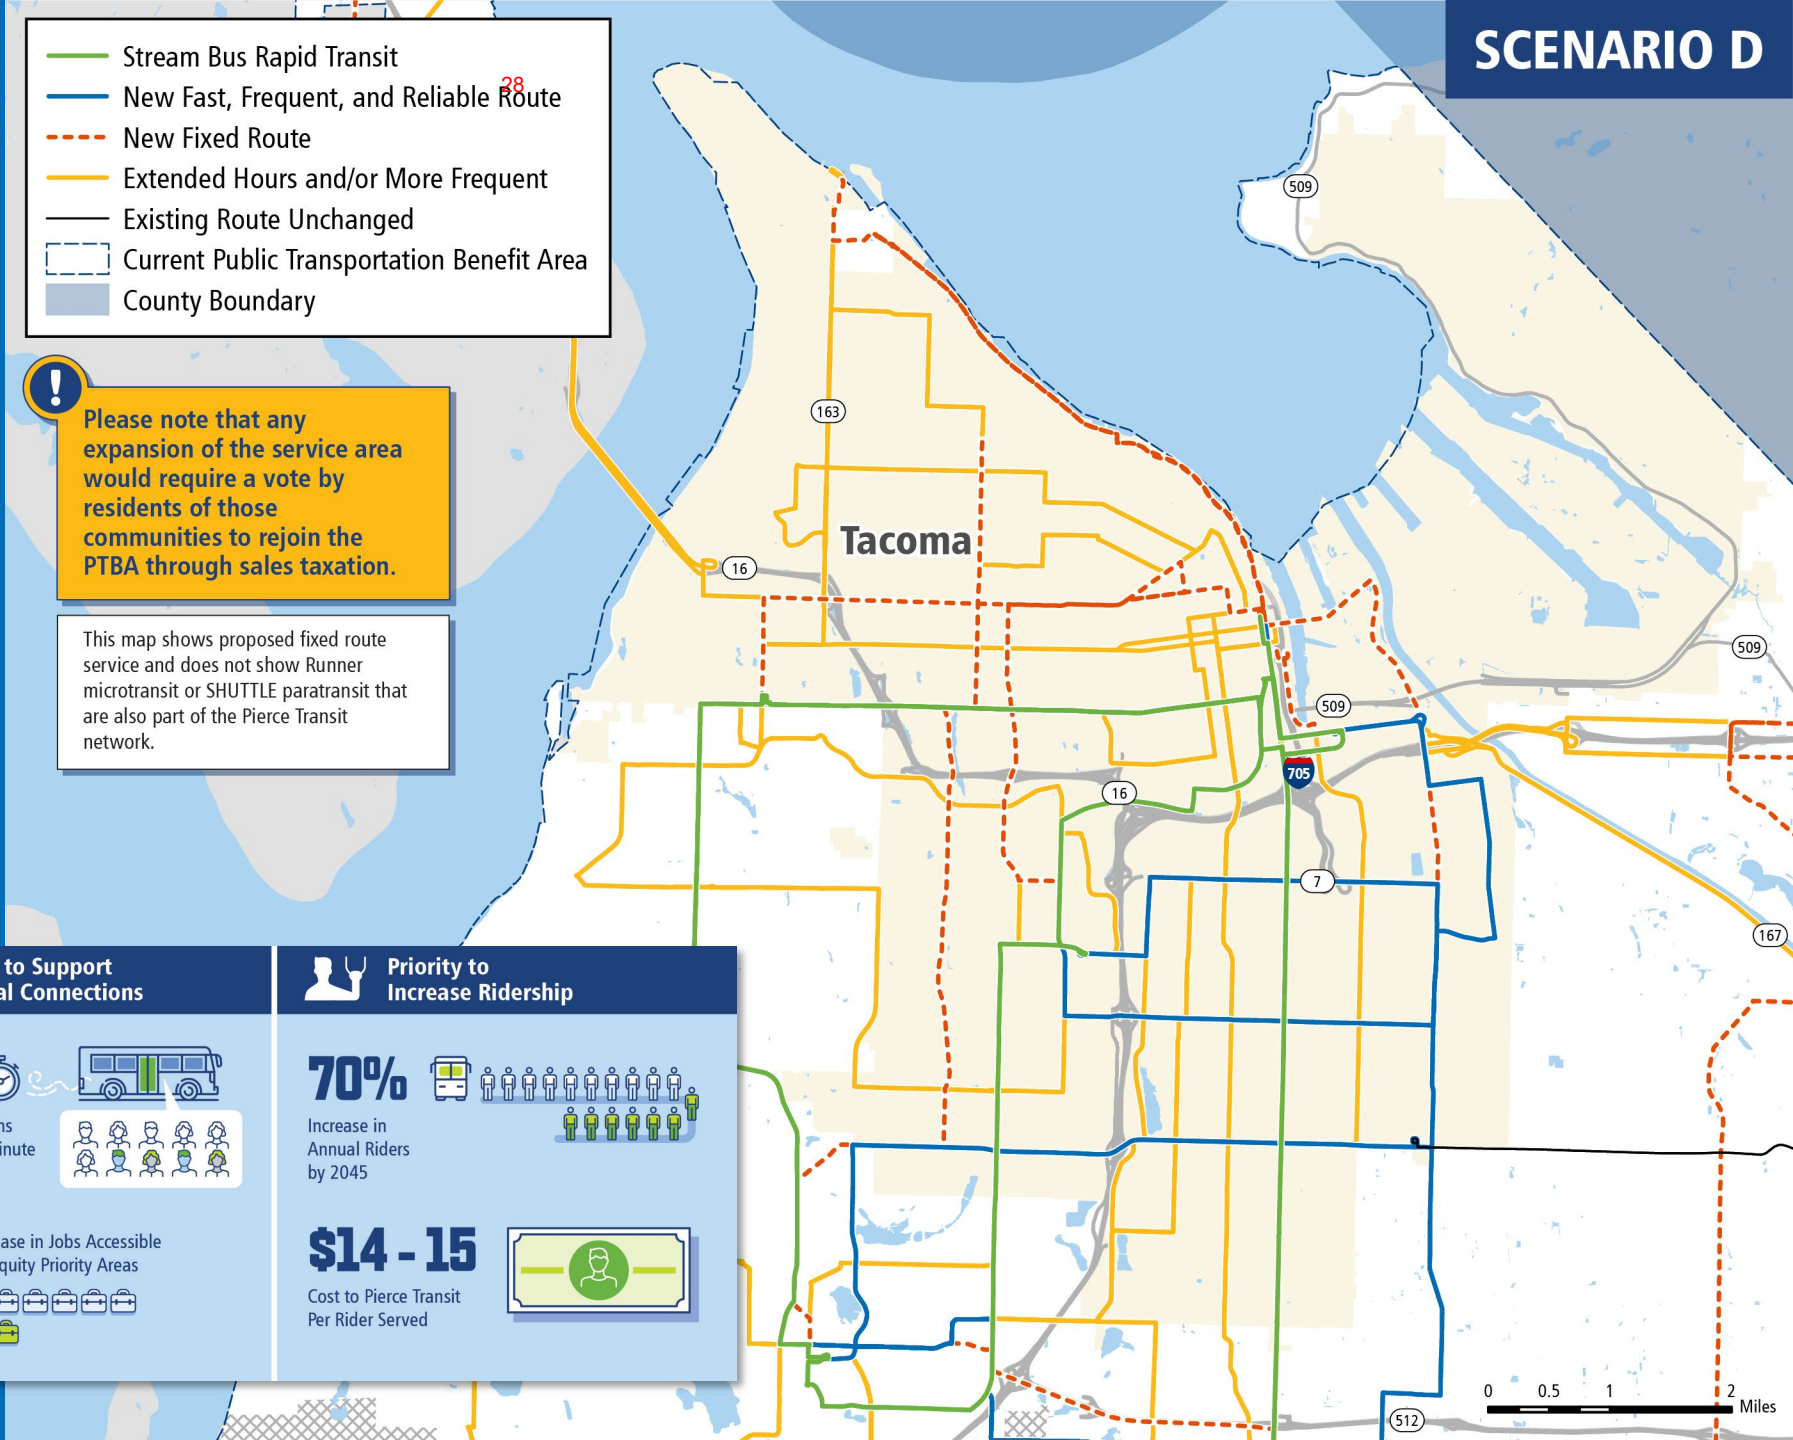 SCENARIO D
Stream Bus Rapid Transit
28
New Fast, Frequent, and Reliable Route
New Fixed Route
Extended Hours and/or More Frequent
Existing Route Unchanged
Current Public Transportation Benefit Area
County Boundary
!
Please note that any
expansion of the service area
would require a vote by
residents of those
communities to rejoin the
PTBA through sales taxation.
This map shows proposed fixed route
service and does not show Runner
microtransit or SHUTTLE paratransit that
are also part of the Pierce Transit
network.
509
163
Tacoma
16
509
509
705
16
7
167
to Support
al Connections
ns
inute
ase in Jobs Accessible
quity Priority Areas
Priority to
Increase Ridership
70%
Increase in
Annual Riders
by 2045
$14 - 15
Cost to Pierce Transit
Per Rider Served
0 0.5 1 2
Miles
512